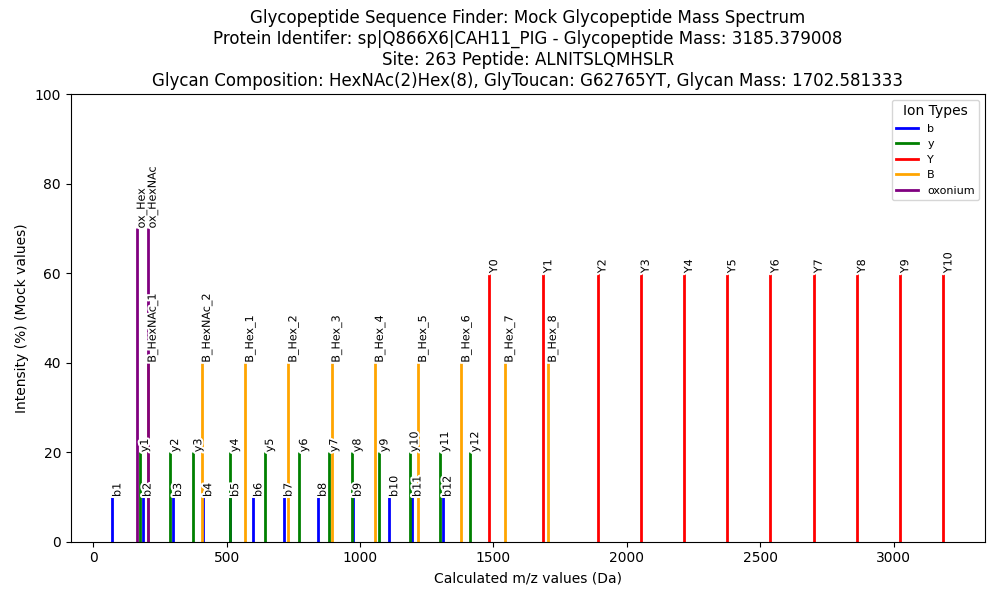 Glycopeptide Sequence Finder: Mock Glycopeptide Mass Spectrum
Protein Identifer: sp|Q866X6|CAH11_PIG - Glycopeptide Mass: 3185.379008
Site: 263 Peptide: ALNITSLQMHSLR
Glycan Composition: HexNAc(2)Hex(8), GlyToucan: G62765YT, Glycan Mass: 1702.581333
Intensity (%) (Mock values)
100
80
60
40
20
0
Ion Types
b
y
Y
B
oxonium
ox_Hex
ox_HexNAc
Y0
Y1
Y2
Y3
Y4
Y5
Y6
Y7
Y8
Y9
Y10
B_HexNAc_1
B_HexNAc_2
B_Hex_1
B_Hex_2
B_Hex_3
B_Hex_4
B_Hex_5
B_Hex_6
B_Hex_7
B_Hex_8
y1
y2
y3
y4
y5
y6
y7
y8
y9
y10
y11
y12
b1
b2
b3
b4
b5
b6
b7
b8
b9
b10
b11
b12
0
500
1000
1500
2000
2500
3000
Calculated m/z values (Da)